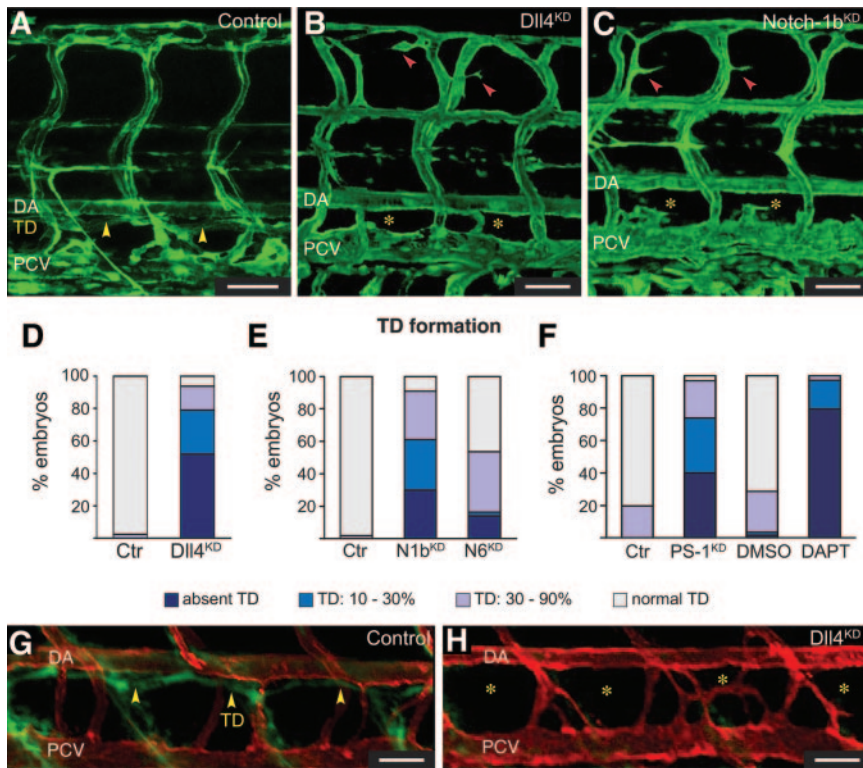 A Control
DA
TD
PCV
B Dll4KD
DA
PCV
* *
C Notch-1bKD
DA
PCV
* *
TD formation
D
% embryos
100
80
60
40
20
Ctr Dll4KD
E
% embryos
100
80
60
40
20
Ctr N1bKD N6KD
F
% embryos
100
80
60
40
20
Ctr PS-1KD DMSO DAPT
absent TD TD: 10 - 30% TD: 30 - 90% normal TD
G Control
DA
TD
PCV
H Dll4KD
DA
* * * *
PCV